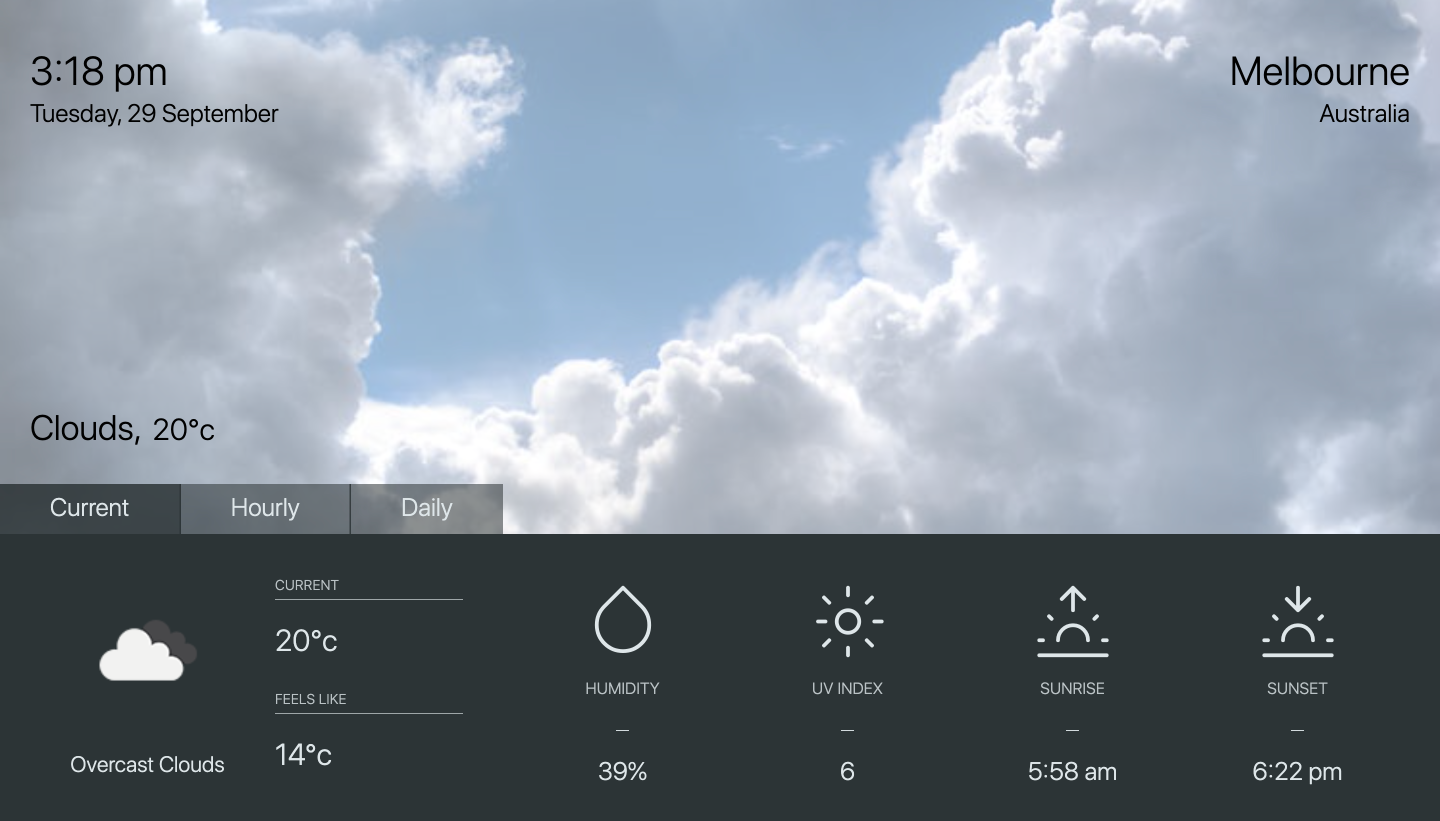 3:18 pm
Tuesday, 29 September
Melbourne
Australia
Clouds, 20°c
Current
Hourly
Daily
Overcast Clouds
CURRENT
20°c
FEELS LIKE
14°c
HUMIDITY
—
39%
UV INDEX
—
6
SUNRISE
—
5:58 am
SUNSET
—
6:22 pm